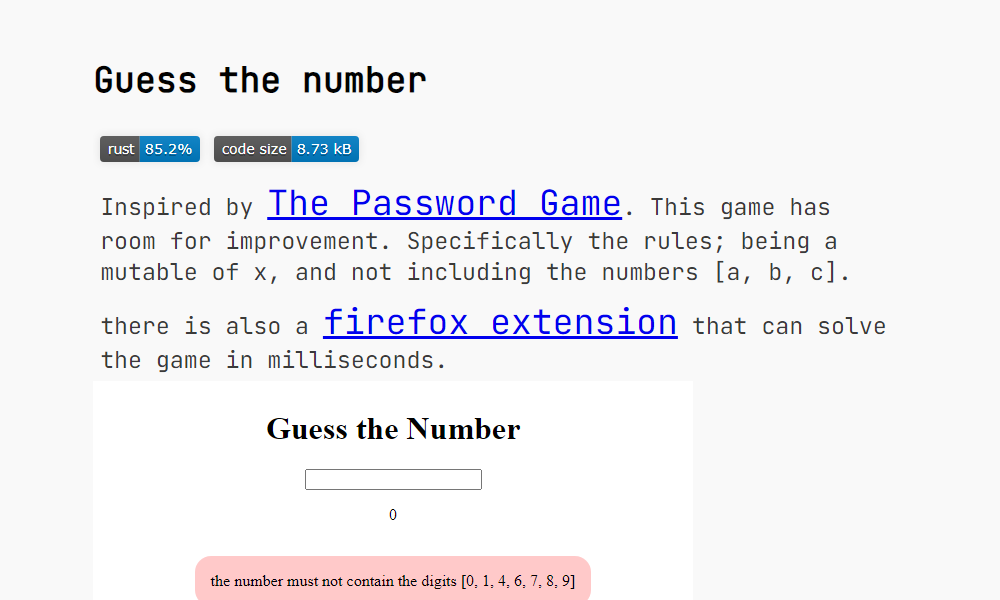 Guess the number
rust 85.2% code size 8.73 kB
Inspired by The Password Game. This game has
room for improvement. Specifically the rules; being a
mutable of x, and not including the numbers [a, b, c].
there is also a firefox extension that can solve
the game in milliseconds.
Guess the Number
0
the number must not contain the digits [0, 1, 4, 6, 7, 8, 9]